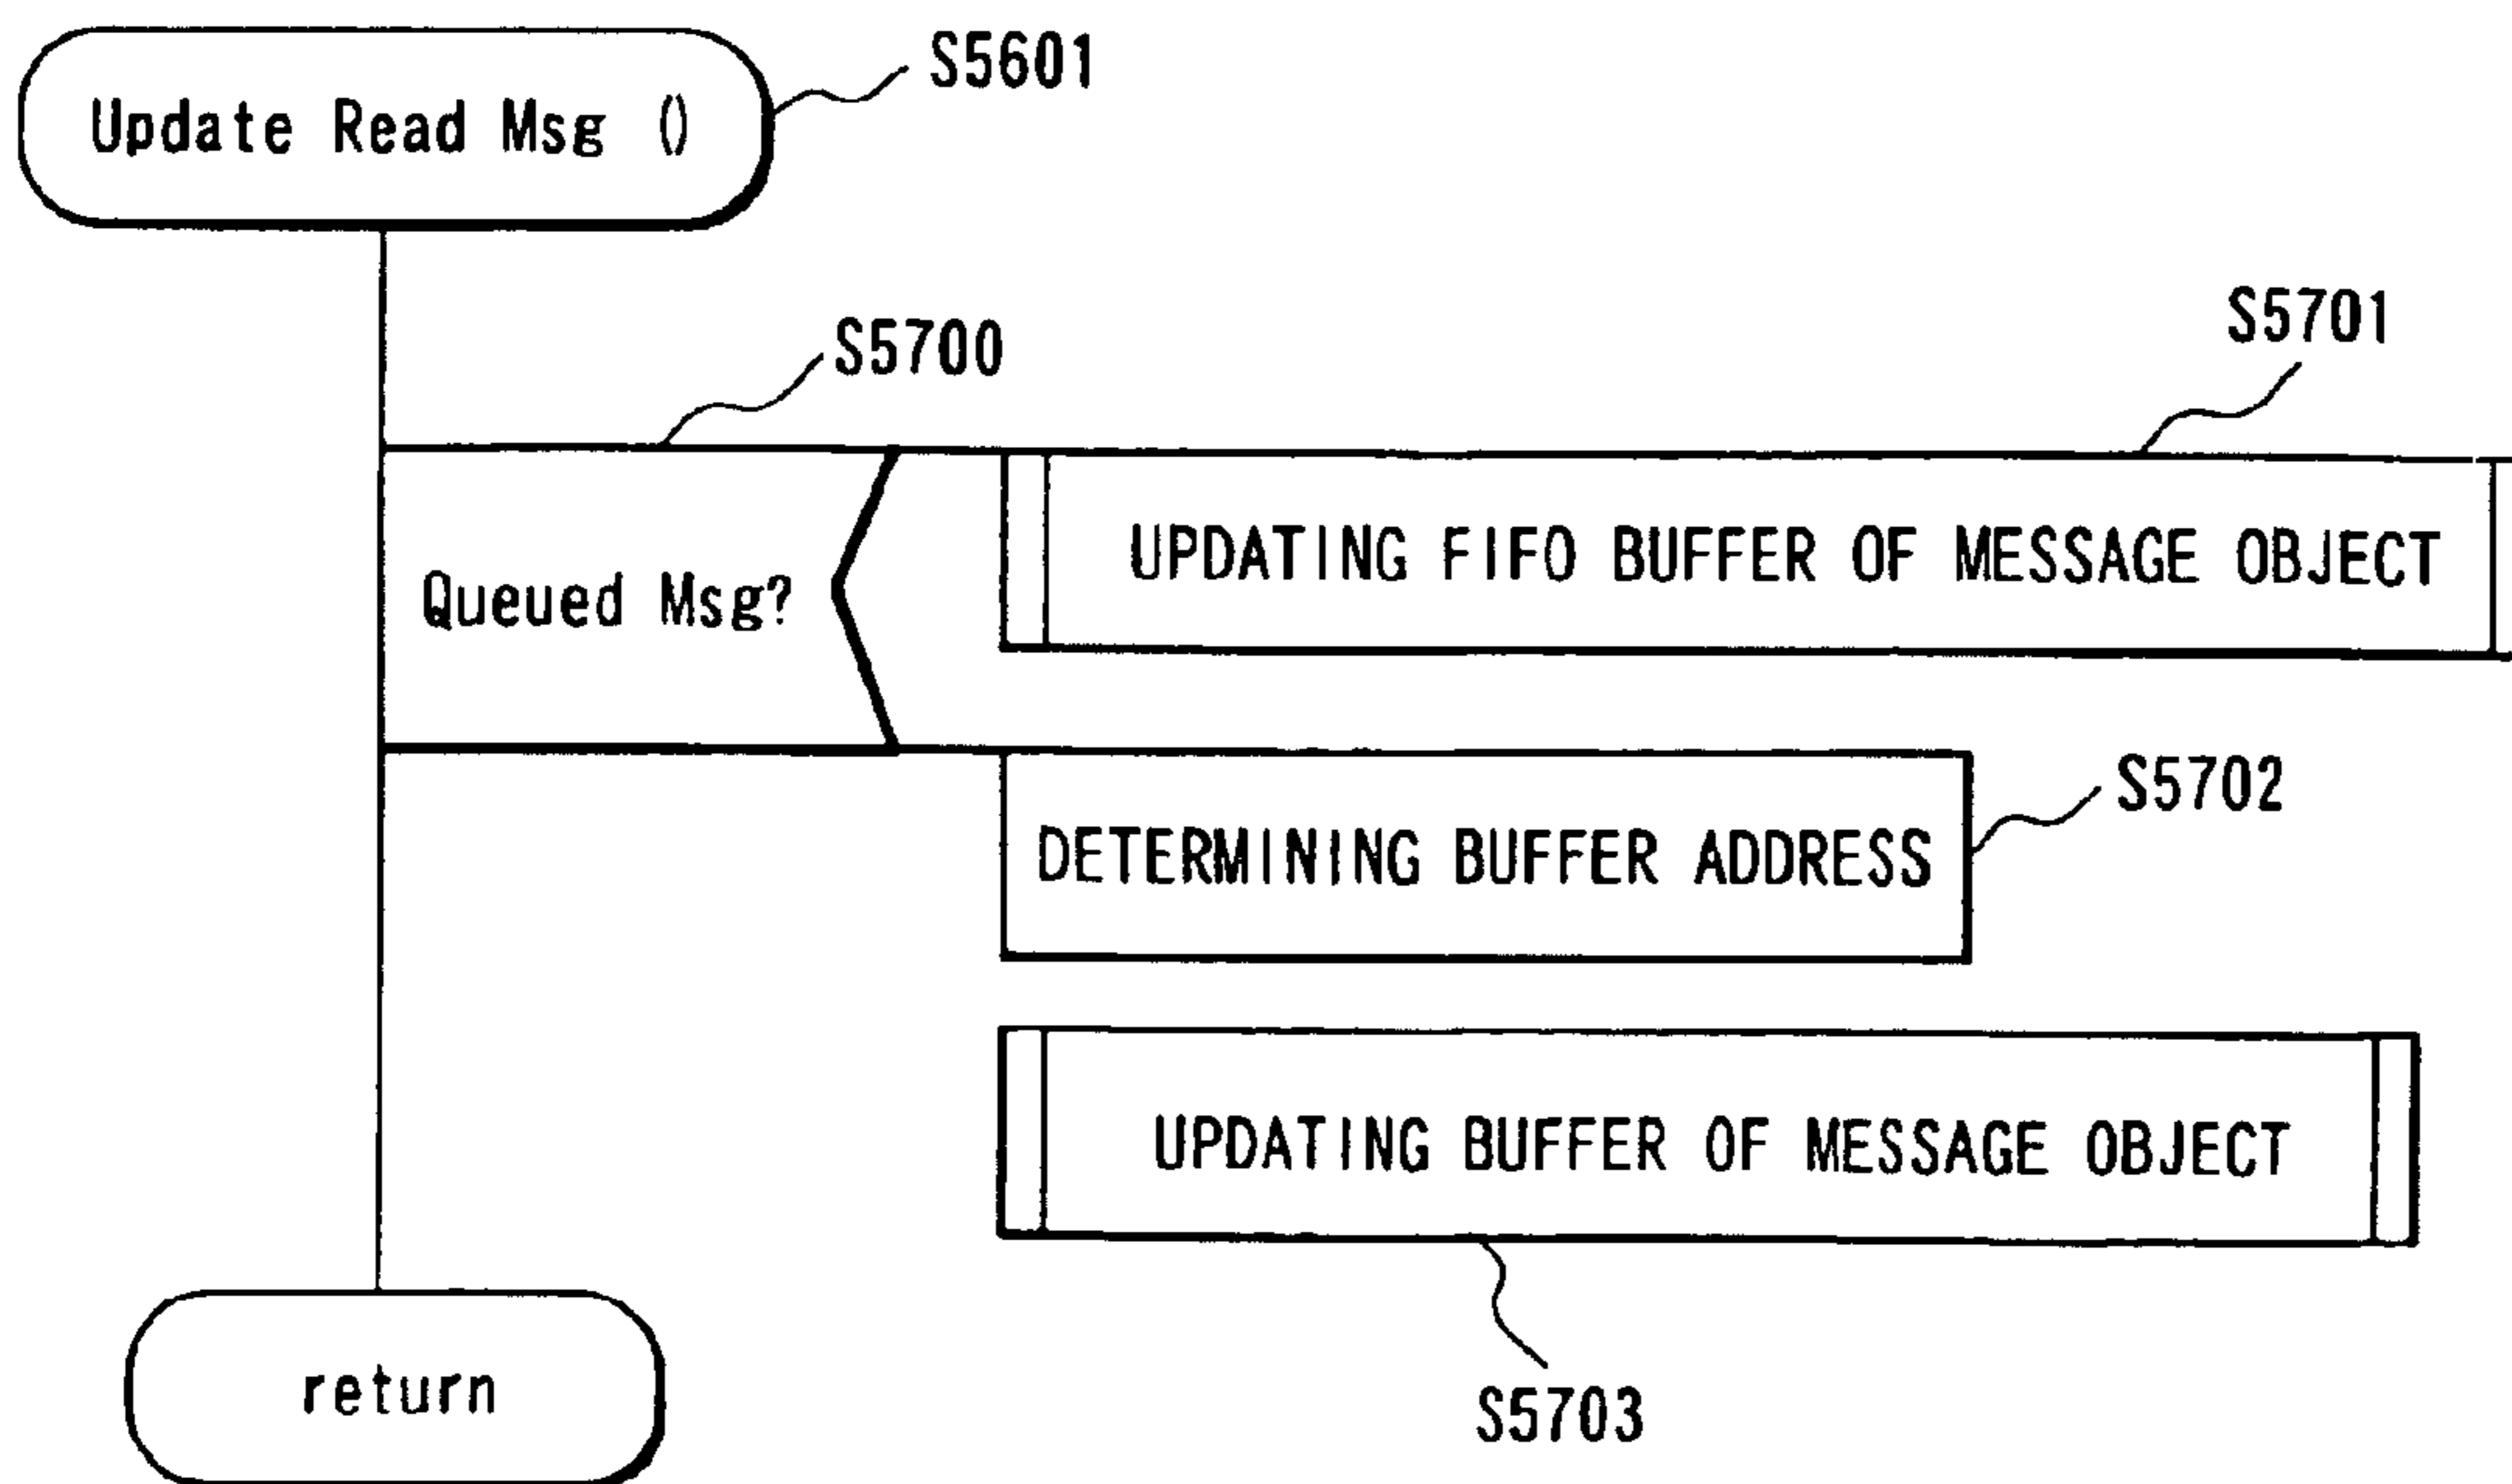 S5601
Update Read Msg ()
S5700
S5701
Queued Msg?
UPDATING FIFO BUFFER OF MESSAGE OBJECT
S5702
DETERMINING BUFFER ADDRESS
UPDATING BUFFER OF MESSAGE OBJECT
return
S5703